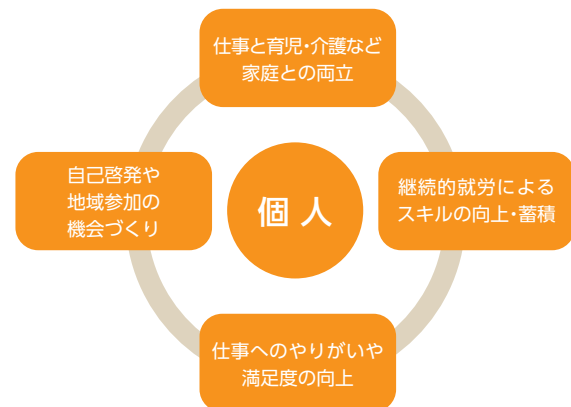 仕事と育児・介護など
家庭との両立
自己啓発や
地域参加の
機会づくり
個人
継続的就労による
スキルの向上・蓄積
仕事へのやりがいや
満足度の向上